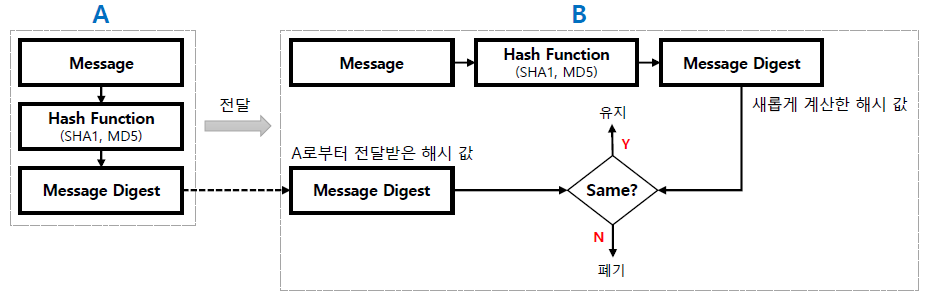 A
Message
Hash Function
(SHA1, MD5)
Message Digest
전달
B
Message
Hash Function
(SHA1, MD5)
Message Digest
새롭게 계산한 해시 값
A로부터 전달받은 해시 값
Message Digest
유지
Y
Same?
N
폐기